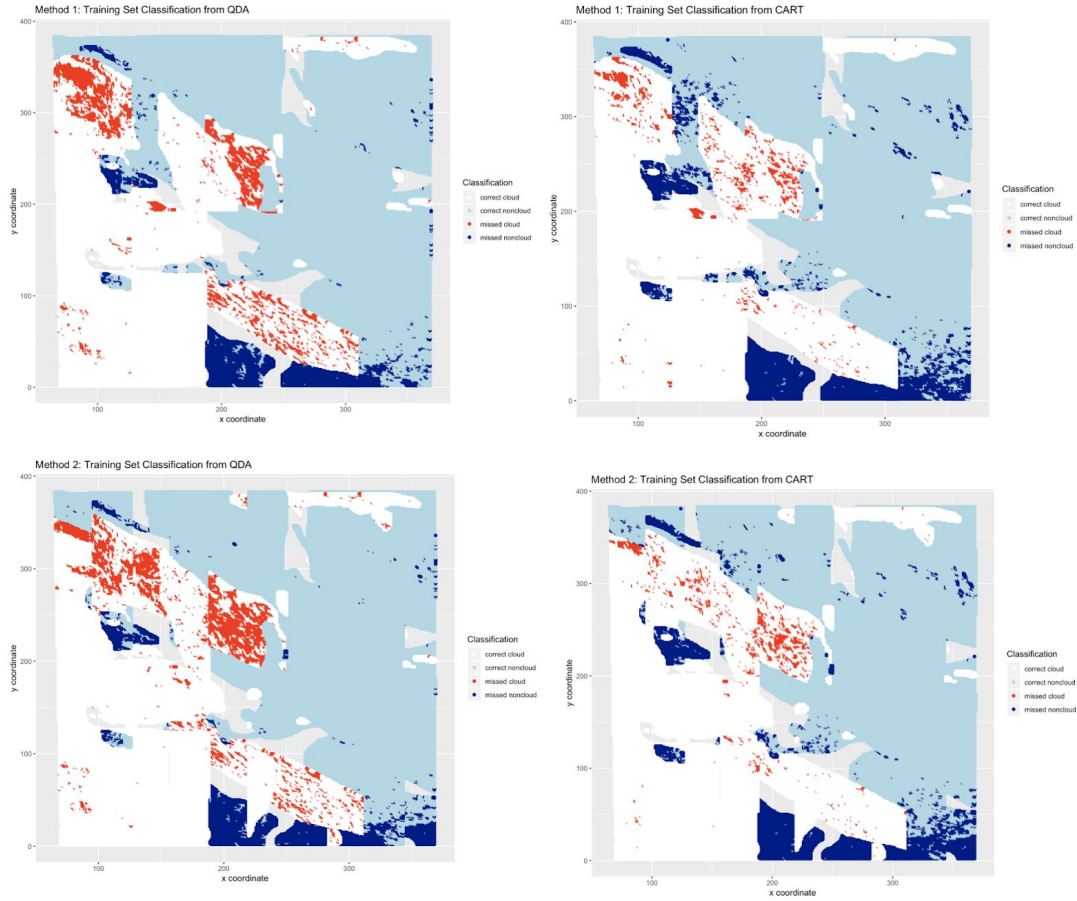 Method 1: Training Set Classification from QDA
400
300
200
100
0
y coordinate
100
200
300
x coordinate
Classification
correct cloud
correct noncloud
missed cloud
missed noncloud
Method 1: Training Set Classification from CART
400
300
200
100
0
y coordinate
100
200
300
x coordinate
Classification
correct cloud
correct noncloud
missed cloud
missed noncloud
Method 2: Training Set Classification from QDA
400
300
200
100
0
y coordinate
100
200
300
x coordinate
Classification
correct cloud
correct noncloud
missed cloud
missed noncloud
Method 2: Training Set Classification from CART
400
300
200
100
0
y coordinate
100
200
300
x coordinate
Classification
correct cloud
correct noncloud
missed cloud
missed noncloud